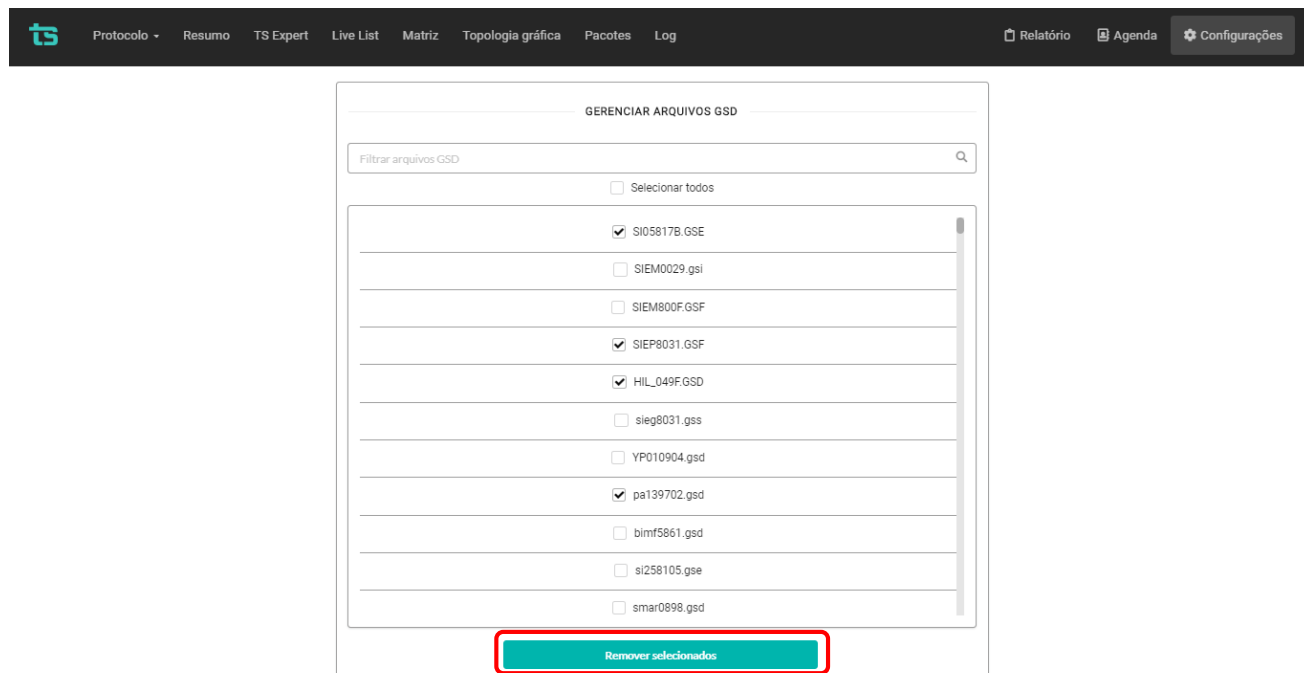 ts Protocolo Resumo TS Expert Live List Matriz Topologia gráfica Pacotes Log Relatório Agenda Configurações
GERENCIAR ARQUIVOS GSD
Filtrar arquivos GSD
Selecionar todos
SI05817B.GSE
SIEM0029.gsi
SIEM800F.GSF
SIEP8031.GSF
HIL_049F.GSD
sieg8031.gss
YP010904.gsd
pa139702.gsd
bimf5861.gsd
si258105.gse
smar0898.gsd
Remover selecionados